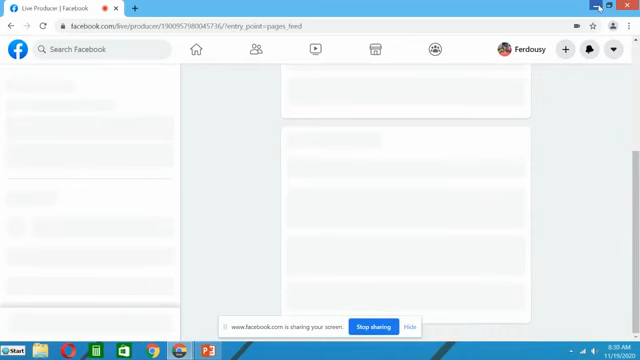 Live Producer | Facebook
facebook.com/live/producer/1900957980045736/?entry_point=pages_feed
Search Facebook
Ferdousy
www.facebook.com is sharing your screen.
Stop sharing
Hide
Start
8:30 AM
11/19/2020